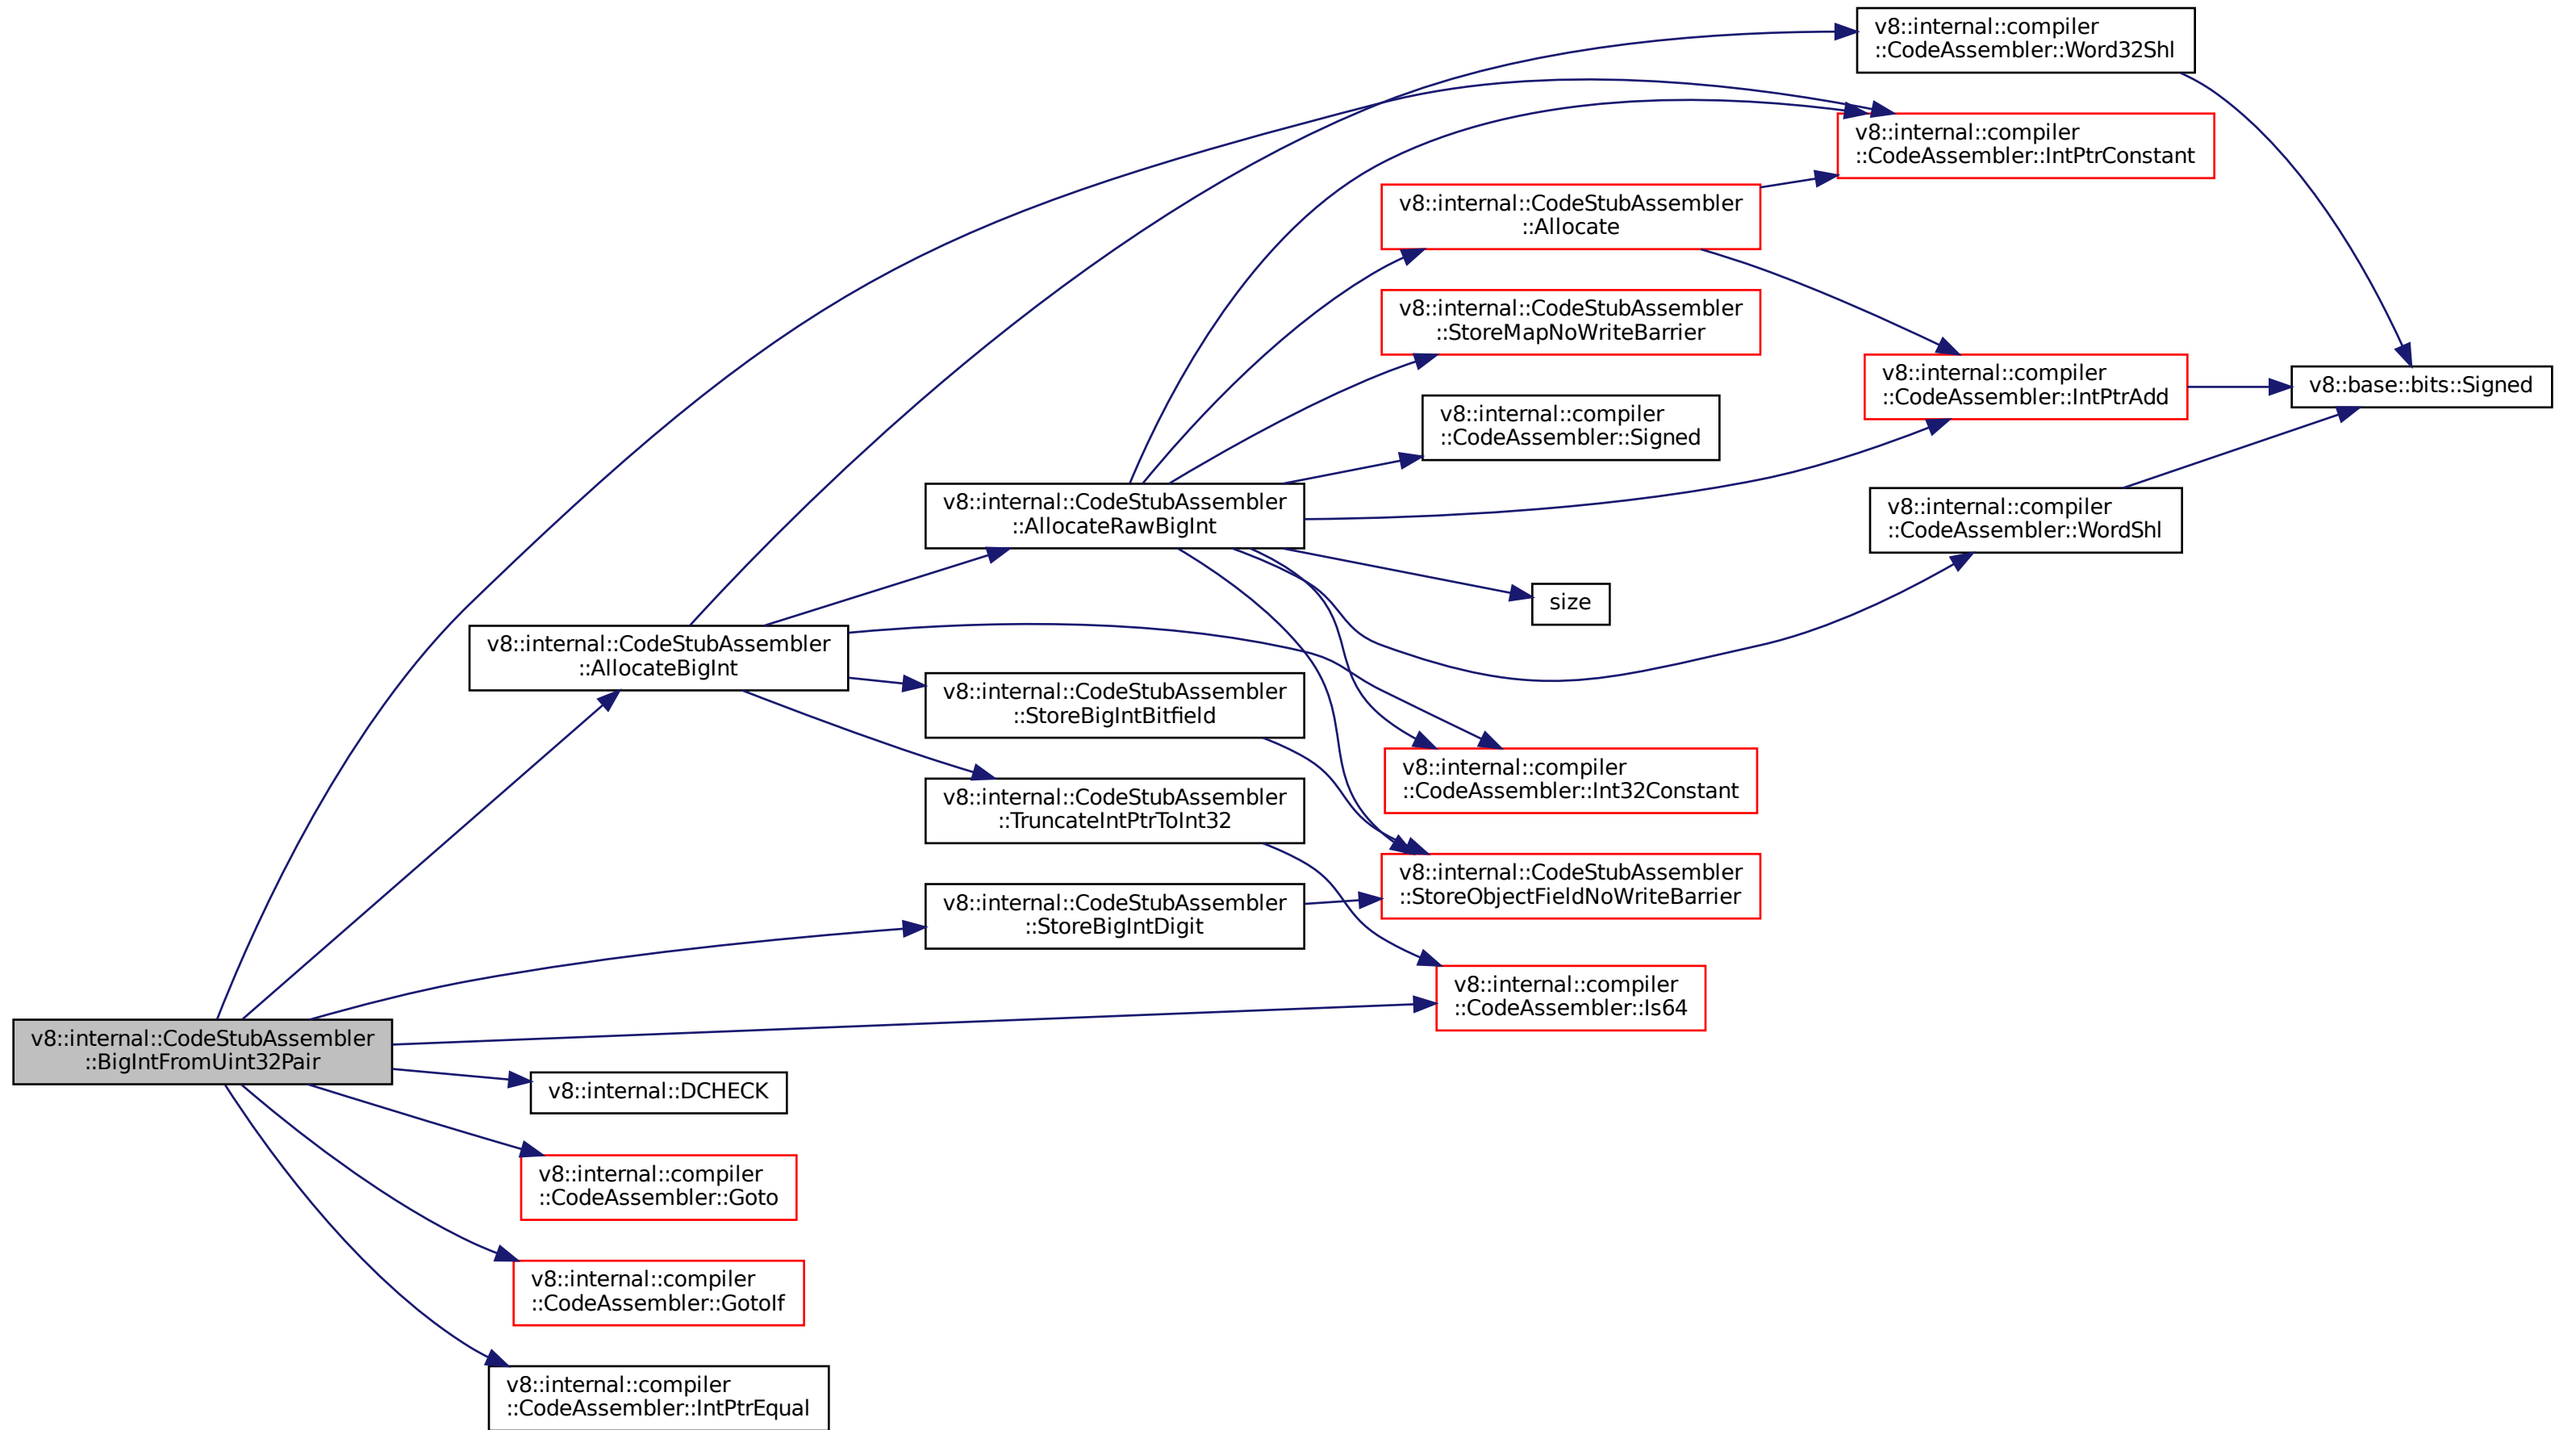 v8::internal::compiler
::CodeAssembler::Word32Shl
v8::internal::compiler
::CodeAssembler::IntPtrConstant
v8::internal::CodeStubAssembler
::Allocate
v8::internal::CodeStubAssembler
::StoreMapNoWriteBarrier
v8::internal::compiler
::CodeAssembler::IntPtrAdd
v8::base::bits::Signed
v8::internal::compiler
::CodeAssembler::Signed
v8::internal::CodeStubAssembler
::AllocateRawBigInt
v8::internal::compiler
::CodeAssembler::WordShl
size
v8::internal::CodeStubAssembler
::AllocateBigInt
v8::internal::CodeStubAssembler
::StoreBigIntBitfield
v8::internal::compiler
::CodeAssembler::Int32Constant
v8::internal::CodeStubAssembler
::TruncateIntPtrToInt32
v8::internal::CodeStubAssembler
::StoreObjectFieldNoWriteBarrier
v8::internal::CodeStubAssembler
::StoreBigIntDigit
v8::internal::compiler
::CodeAssembler::Is64
v8::internal::CodeStubAssembler
::BigIntFromUint32Pair
v8::internal::DCHECK
v8::internal::compiler
::CodeAssembler::Goto
v8::internal::compiler
::CodeAssembler::GotoIf
v8::internal::compiler
::CodeAssembler::IntPtrEqual